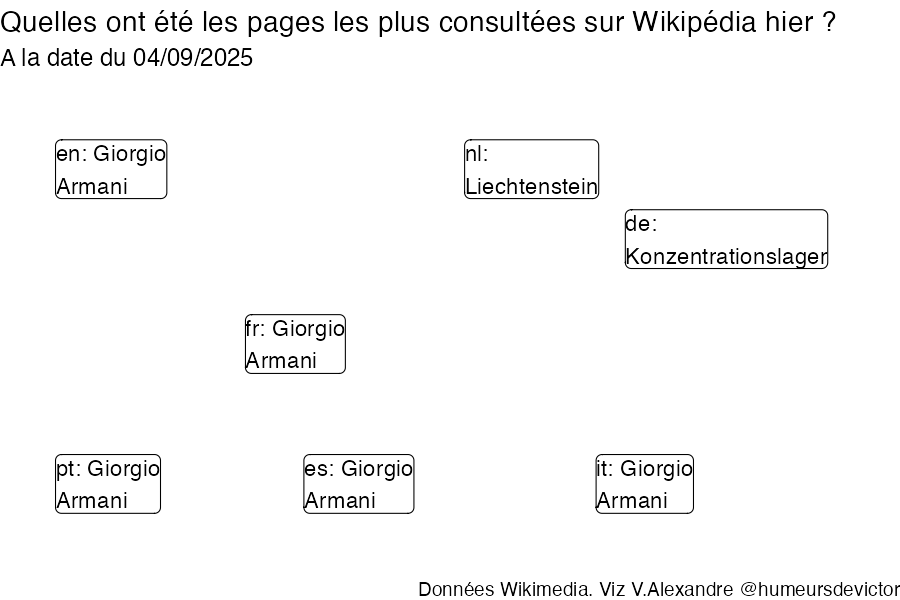 Quelles ont été les pages les plus consultées sur Wikipédia hier ?
A la date du 04/09/2025
en: Giorgio
Armani
nl:
Liechtenstein
de:
Konzentrationslager
fr: Giorgio
Armani
pt: Giorgio
Armani
es: Giorgio
Armani
it: Giorgio
Armani
Données Wikimedia. Viz V.Alexandre @humeursdevictor